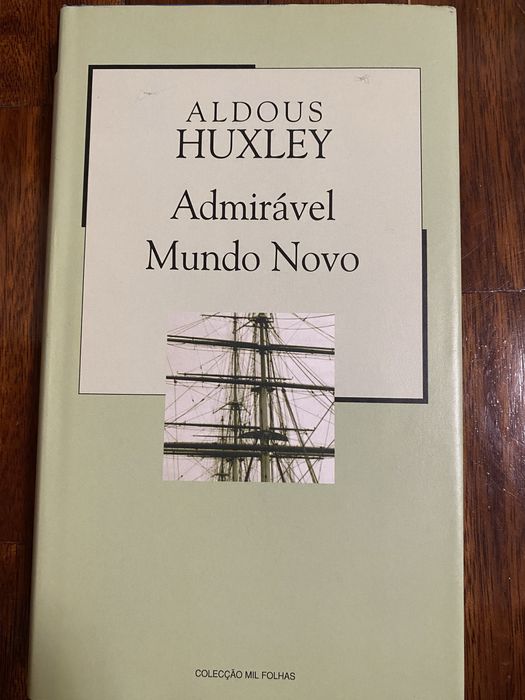 ALDOUS
HUXLEY
Admirável
Mundo Novo
COLECÇÃO MIL FOLHAS